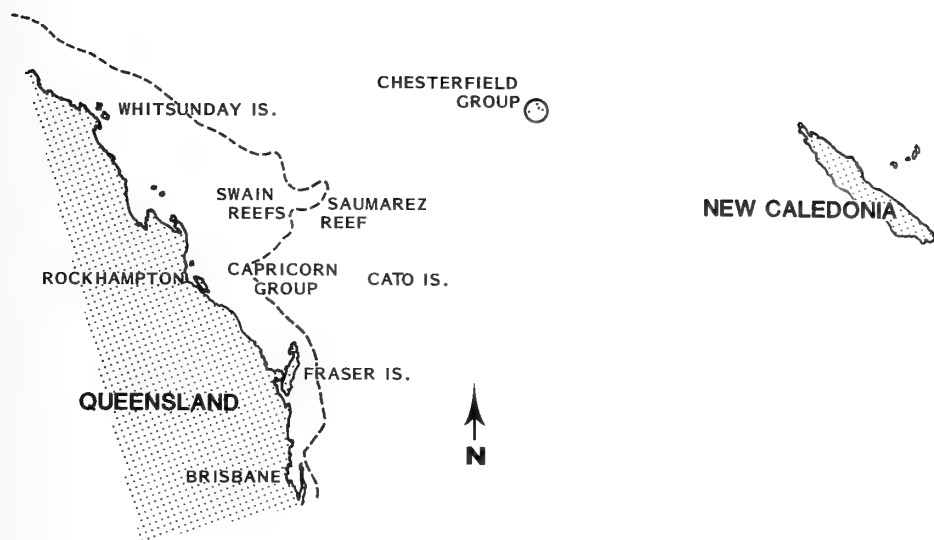 CHESTERFIELD
GROUP
WHITSUNDAY IS.
SWAIN
REEFS
SAUMAREZ
REEF
NEW CALEDONIA
ROCKHAMPTON
CAPRICORN
GROUP
CATO IS.
FRASER IS.
QUEENSLAND
N
BRISBANE